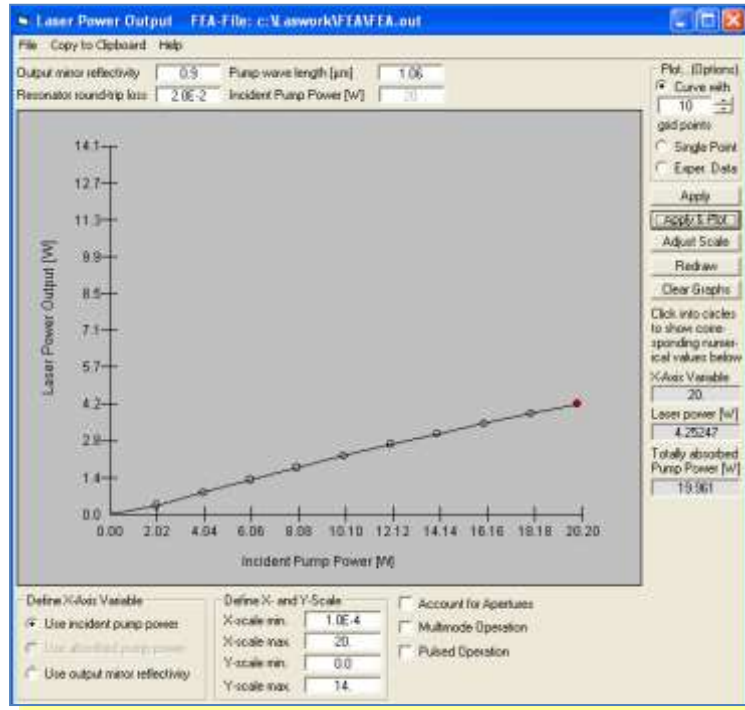 Laser Power Output FEA-File: c:\Laswork\FEA\FEA.out
File Copy to Clipboard Help
Output mirror reflectivity 0.9 Pump wave length [µm] 1.06
Resonator round-trip loss 2.0E-2 Incident Pump Power [W] 20
Plot (Options)
Curve with
10
grid points
Single Point
Exper. Data
Apply
Apply & Plot
Adjust Scale
Redraw
Clear Graphs
Click into circles
to show corre-
sponding numer-
ical values below
X-Axis Variable
20.
Laser power [W]
4.25247
Totally absorbed
Pump Power [W]
19.961
Laser Power Output [W]
14.1
12.7
11.3
9.9
8.5
7.1
5.7
4.2
2.8
1.4
0.0
0.00 2.02 4.04 6.06 8.08 10.10 12.12 14.14 16.16 18.18 20.20
Incident Pump Power [W]
Define X-Axis Variable
Use incident pump power
Use absorbed pump power
Use output mirror reflectivity
Define X- and Y-Scale
X-scale min. 1.0E-4
X-scale max. 20.
Y-scale min. 0.0
Y-scale max. 14.
Account for Apertures
Multimode Operation
Pulsed Operation